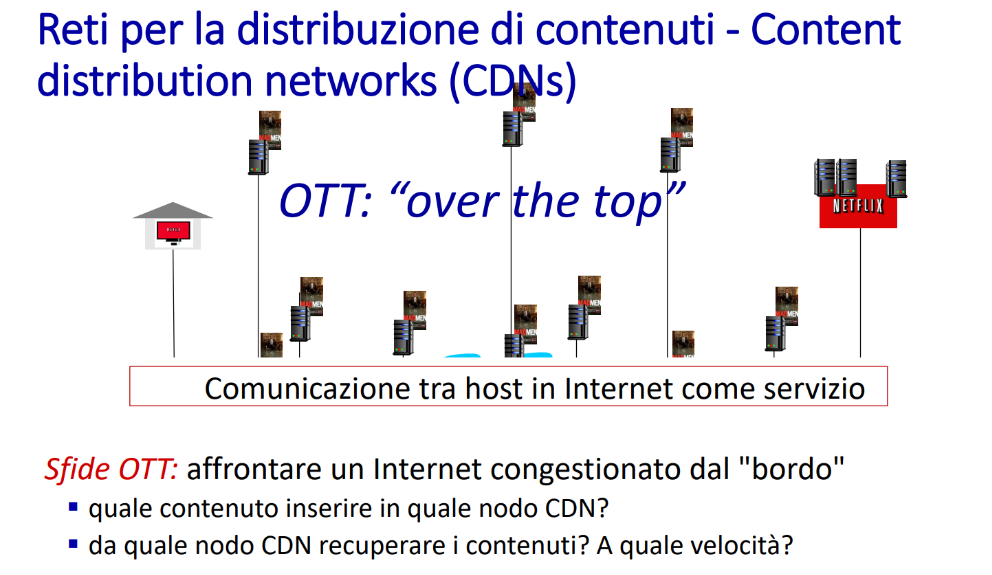 Reti per la distribuzione di contenuti - Content
distribution networks (CDNs)
OTT: “over the top”
NETFLIX
Comunicazione tra host in Internet come servizio
Sfide OTT: affrontare un Internet congestionato dal "bordo"
quale contenuto inserire in quale nodo CDN?
da quale nodo CDN recuperare i contenuti? A quale velocità?